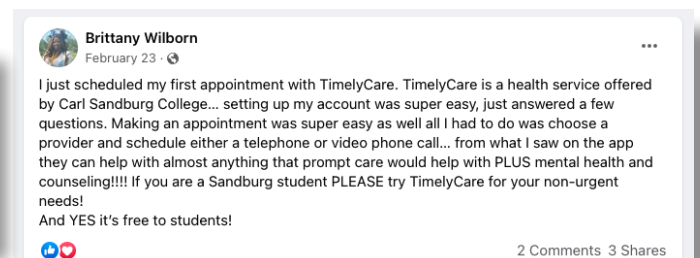 Brittany Wilborn
February 23 ·
I just scheduled my first appointment with TimelyCare. TimelyCare is a health service offered
by Carl Sandburg College... setting up my account was super easy, just answered a few
questions. Making an appointment was super easy as well all I had to do was choose a
provider and schedule either a telephone or video phone call... from what I saw on the app
they can help with almost anything that prompt care would help with PLUS mental health and
counseling!!!! If you are a Sandburg student PLEASE try TimelyCare for your non-urgent
needs!
And YES it's free to students!
2 Comments 3 Shares